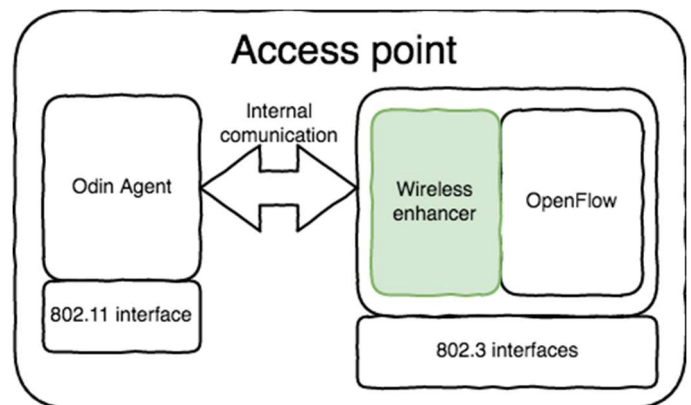 Access point
Internal
comunication
Odin Agent
Wireless
enhancer
OpenFlow
802.11 interface
802.3 interfaces